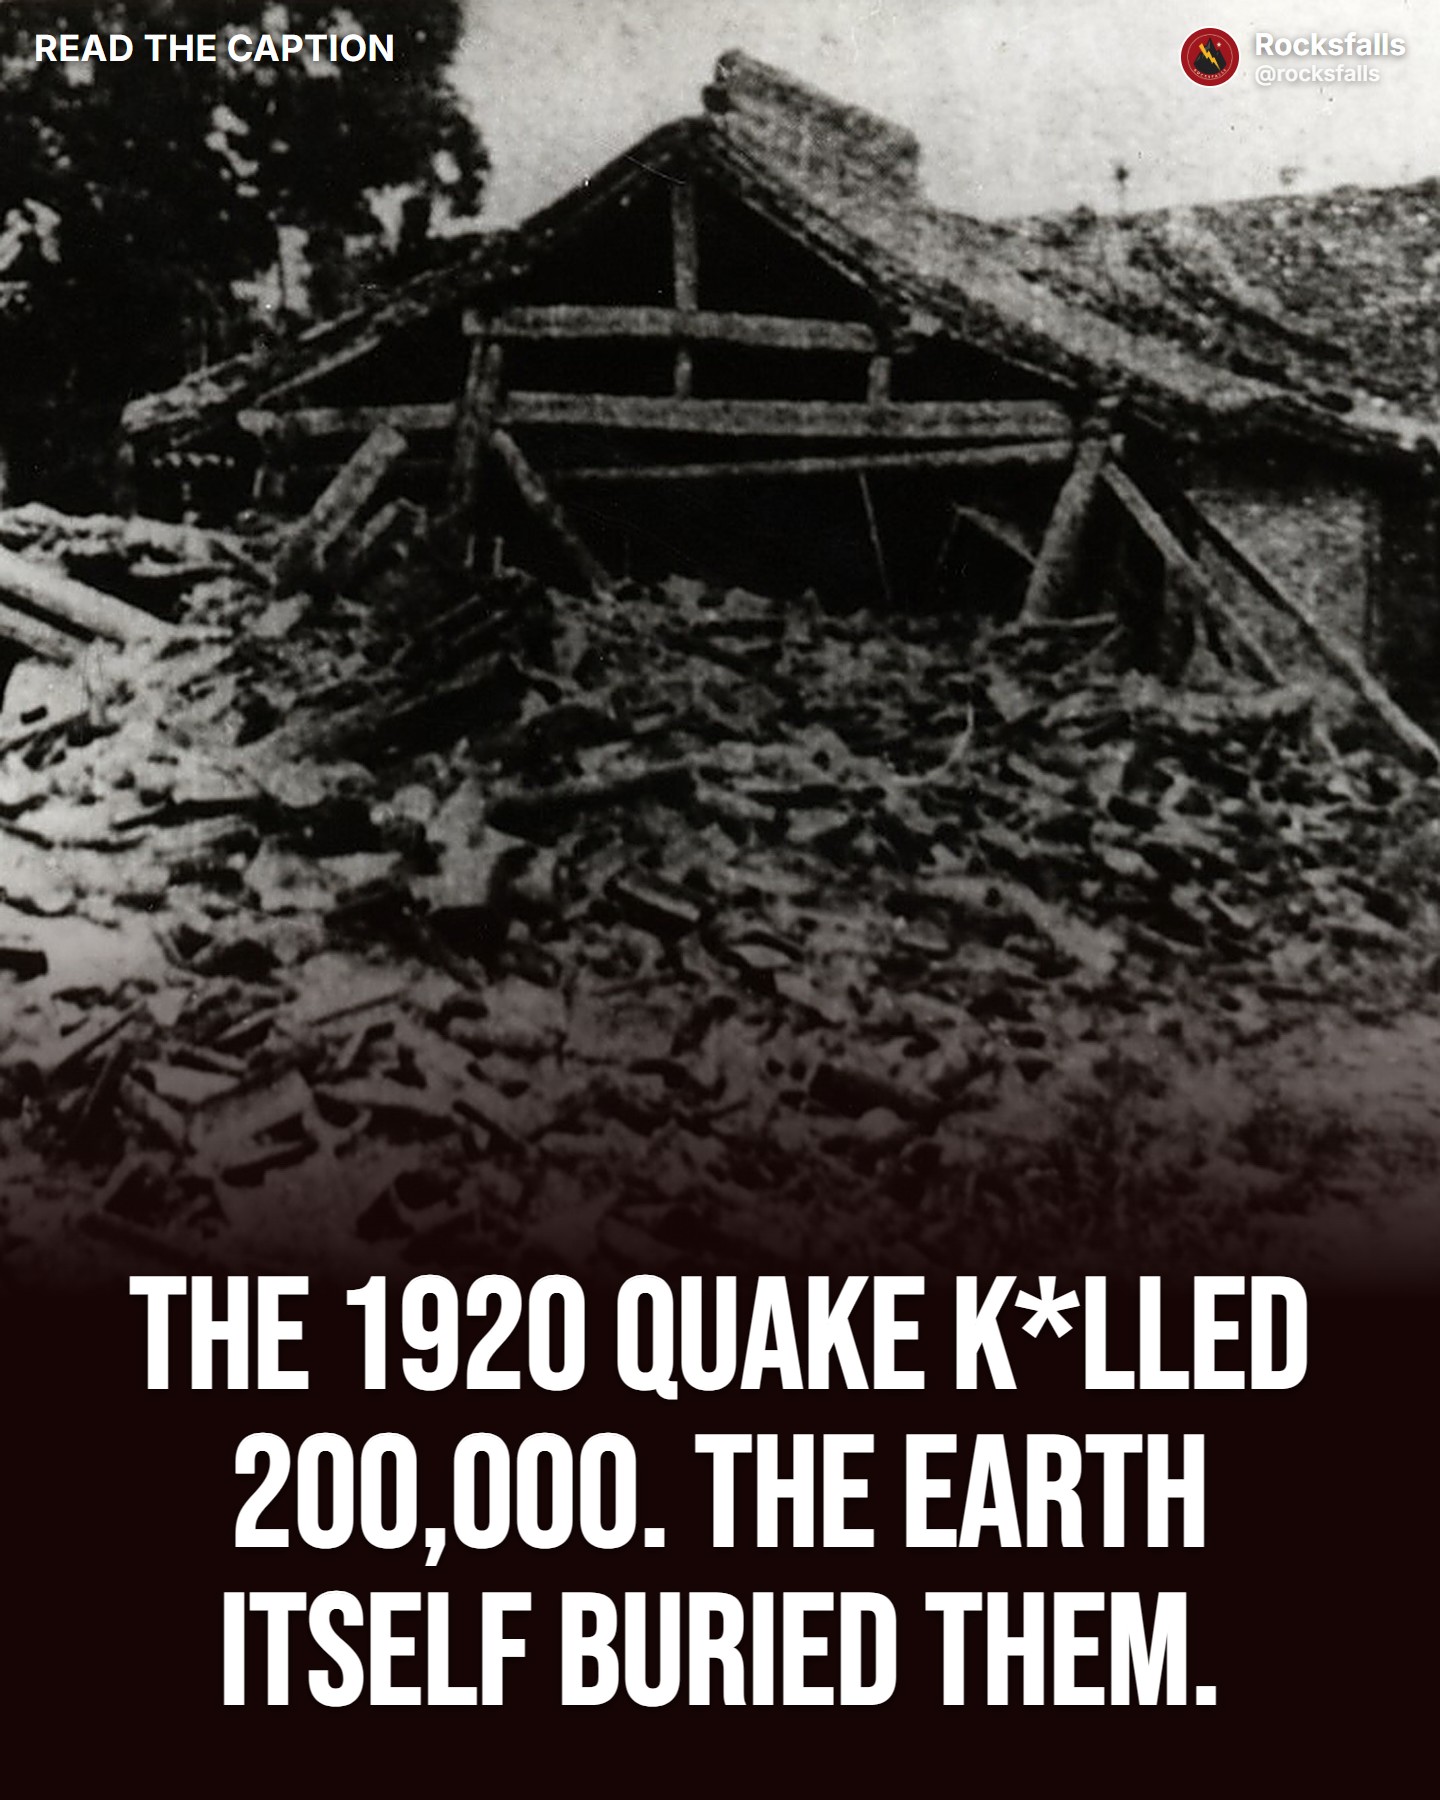 READ THE CAPTION
Rocksfalls
@rocksfalls
THE 1920 QUAKE K*LLED
200,000. THE EARTH
ITSELF BURIED THEM.